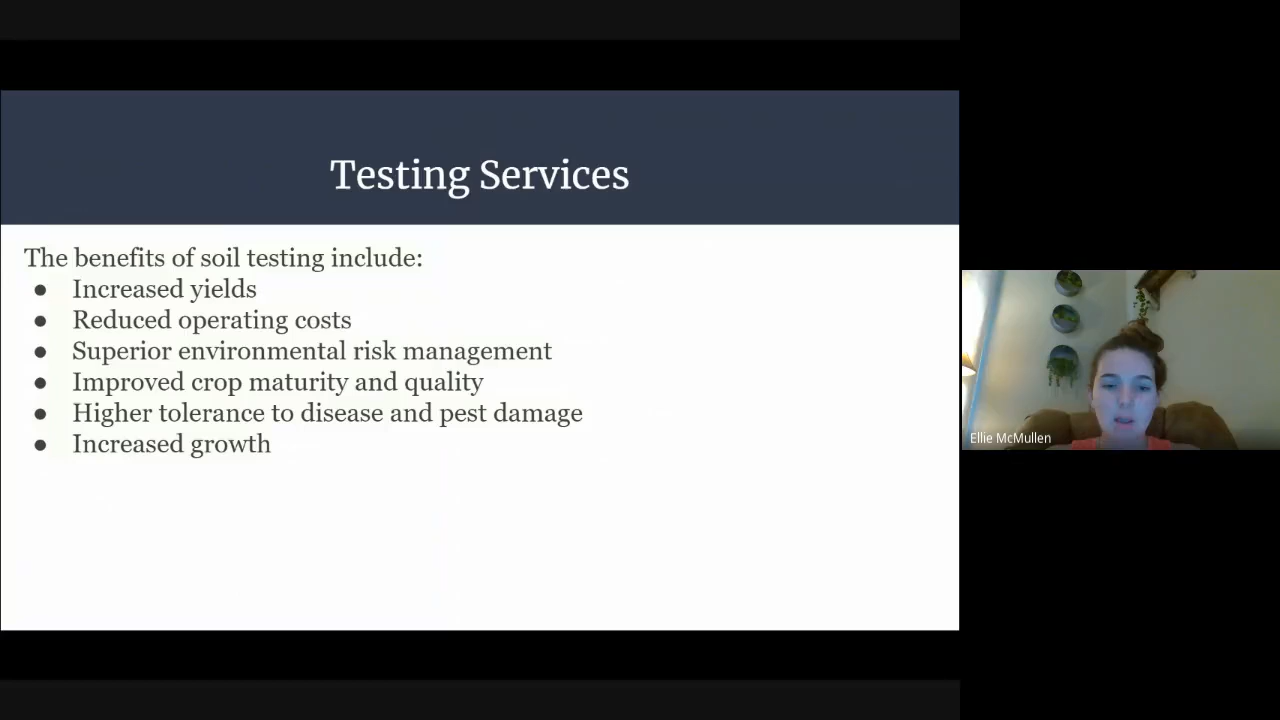 Testing Services
The benefits of soil testing include:
● Increased yields
● Reduced operating costs
● Superior environmental risk management
● Improved crop maturity and quality
● Higher tolerance to disease and pest damage
● Increased growth
Ellie McMullen